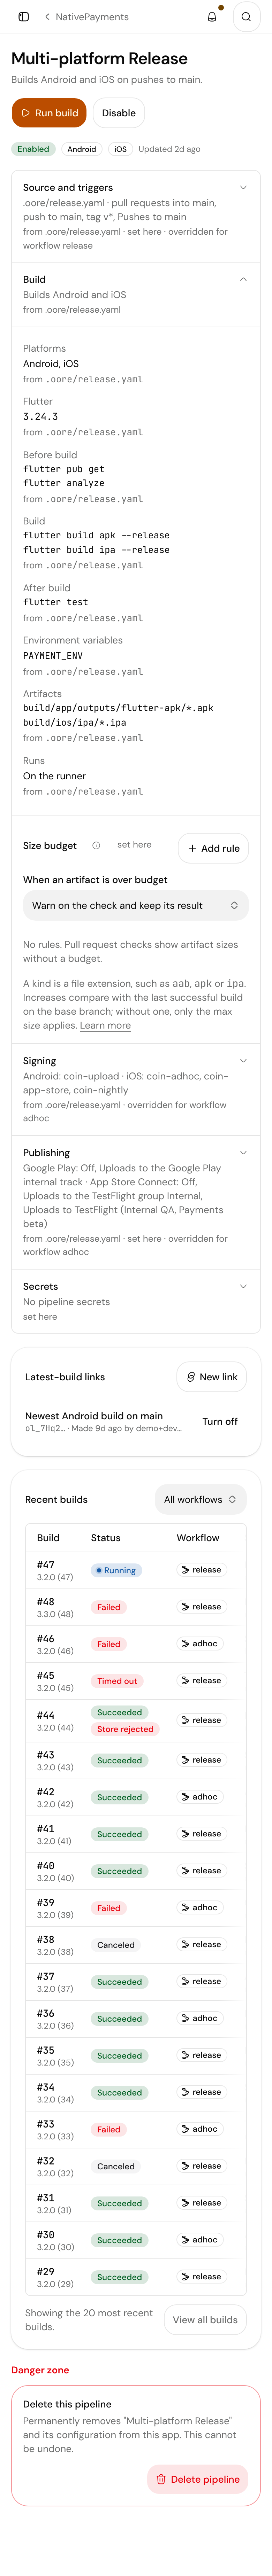 NativePayments
Multi-platform Release
Builds Android and iOS on pushes to main.
Run build
Disable
Enabled
Android
iOS
Updated 2d ago
Source and triggers
.oore/release.yaml · pull requests into main,
push to main, tag v*, Pushes to main
from .oore/release.yaml · set here · overridden for
workflow release
Build
Builds Android and iOS
from .oore/release.yaml
Platforms
Android, iOS
from .oore/release.yaml
Flutter
3.24.3
from .oore/release.yaml
Before build
flutter pub get
flutter analyze
from .oore/release.yaml
Build
flutter build apk --release
flutter build ipa --release
from .oore/release.yaml
After build
flutter test
from .oore/release.yaml
Environment variables
PAYMENT_ENV
from .oore/release.yaml
Artifacts
build/app/outputs/flutter-apk/*.apk
build/ios/ipa/*.ipa
from .oore/release.yaml
Runs
On the runner
from .oore/release.yaml
Size budget
set here
Add rule
When an artifact is over budget
Warn on the check and keep its result
No rules. Pull request checks show artifact sizes
without a budget.
A kind is a file extension, such as aab, apk or ipa.
Increases compare with the last successful build
on the base branch; without one, only the max
size applies. Learn more
Signing
Android: coin-upload · iOS: coin-adhoc, coin-
app-store, coin-nightly
from .oore/release.yaml · overridden for workflow
adhoc
Publishing
Google Play: Off, Uploads to the Google Play
internal track · App Store Connect: Off,
Uploads to the TestFlight group Internal,
Uploads to TestFlight (Internal QA, Payments
beta)
from .oore/release.yaml · set here · overridden for
workflow adhoc
Secrets
No pipeline secrets
set here
Latest-build links
New link
Newest Android build on main
ol_7Hq2… · Made 9d ago by demo+dev…
Turn off
Recent builds
All workflows
Build Status Workflow
#47 Running release
3.2.0 (47)
#48 Failed release
3.3.0 (48)
#46 Failed adhoc
3.2.0 (46)
#45 Timed out release
3.2.0 (45)
#44 Succeeded release
3.2.0 (44) Store rejected
#43 Succeeded release
3.2.0 (43)
#42 Succeeded adhoc
3.2.0 (42)
#41 Succeeded release
3.2.0 (41)
#40 Succeeded release
3.2.0 (40)
#39 Failed adhoc
3.2.0 (39)
#38 Canceled release
3.2.0 (38)
#37 Succeeded release
3.2.0 (37)
#36 Succeeded adhoc
3.2.0 (36)
#35 Succeeded release
3.2.0 (35)
#34 Succeeded release
3.2.0 (34)
#33 Failed adhoc
3.2.0 (33)
#32 Canceled release
3.2.0 (32)
#31 Succeeded release
3.2.0 (31)
#30 Succeeded adhoc
3.2.0 (30)
#29 Succeeded release
3.2.0 (29)
Showing the 20 most recent
builds.
View all builds
Danger zone
Delete this pipeline
Permanently removes "Multi-platform Release"
and its configuration from this app. This cannot
be undone.
Delete pipeline